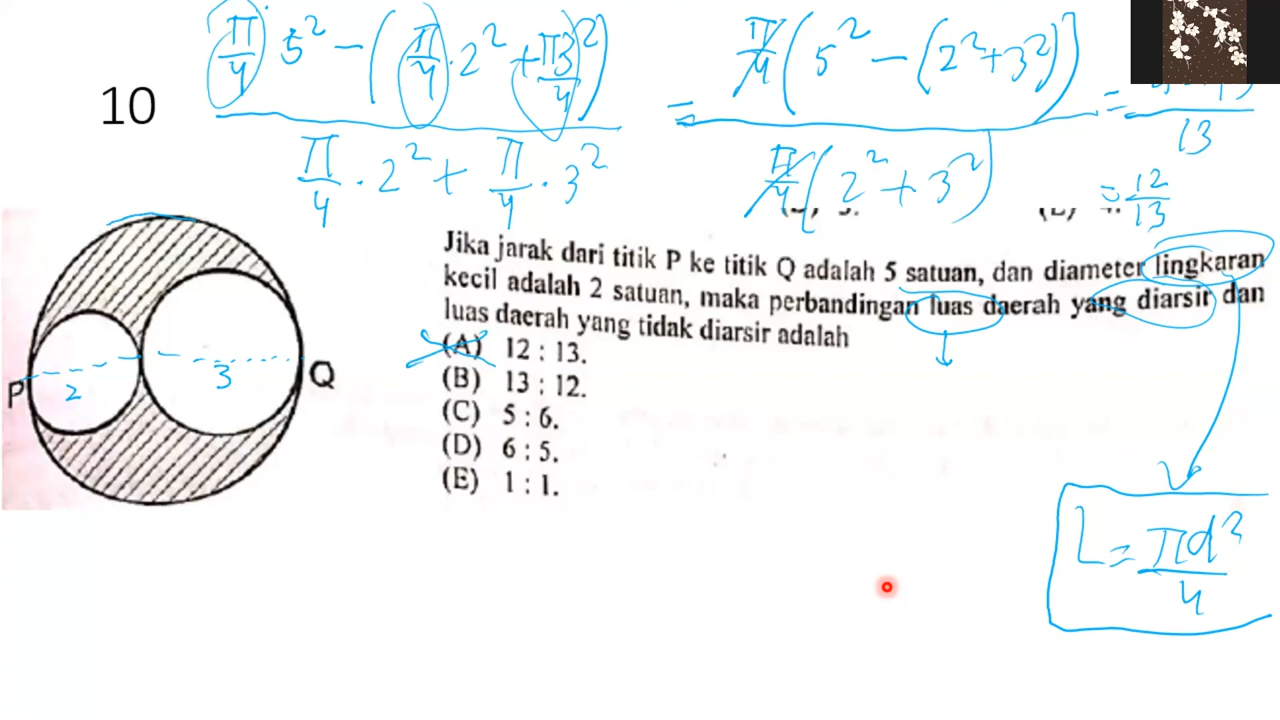 π/4 5² − (π/4 . 2² + π3²/4)
π/4 . 2² + π/4 . 3²
= π/4 (5² − (2² + 3²))
π/4 (2² + 3²)
=
13
= 12/13
10
Jika jarak dari titik P ke titik Q adalah 5 satuan, dan diameter lingkaran
kecil adalah 2 satuan, maka perbandingan luas daerah yang diarsir dan
luas daerah yang tidak diarsir adalah
(A) 12 : 13.
(B) 13 : 12.
(C) 5 : 6.
(D) 6 : 5.
(E) 1 : 1.
P 2 3 Q
L = πd²/4